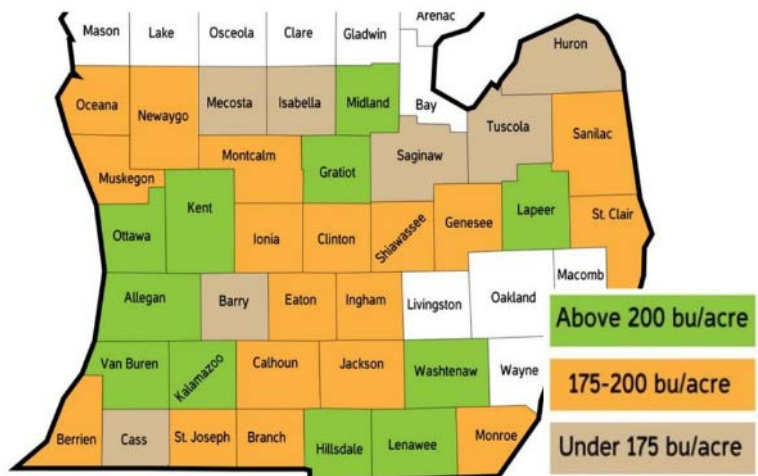 Arenac
Mason
Lake
Osceola
Clare
Gladwin
Huron
Oceana
Newaygo
Mecosta
Isabella
Midland
Bay
Tuscola
Sanilac
Muskegon
Montcalm
Gratiot
Saginaw
Kent
Ottawa
Ionia
Clinton
Shiawassee
Genesee
Lapeer
St. Clair
Allegan
Barry
Eaton
Ingham
Livingston
Oakland
Macomb
Van Buren
Kalamazoo
Calhoun
Jackson
Washtenaw
Wayne
Berrien
Cass
St. Joseph
Branch
Hillsdale
Lenawee
Monroe
Above 200 bu/acre
175-200 bu/acre
Under 175 bu/acre